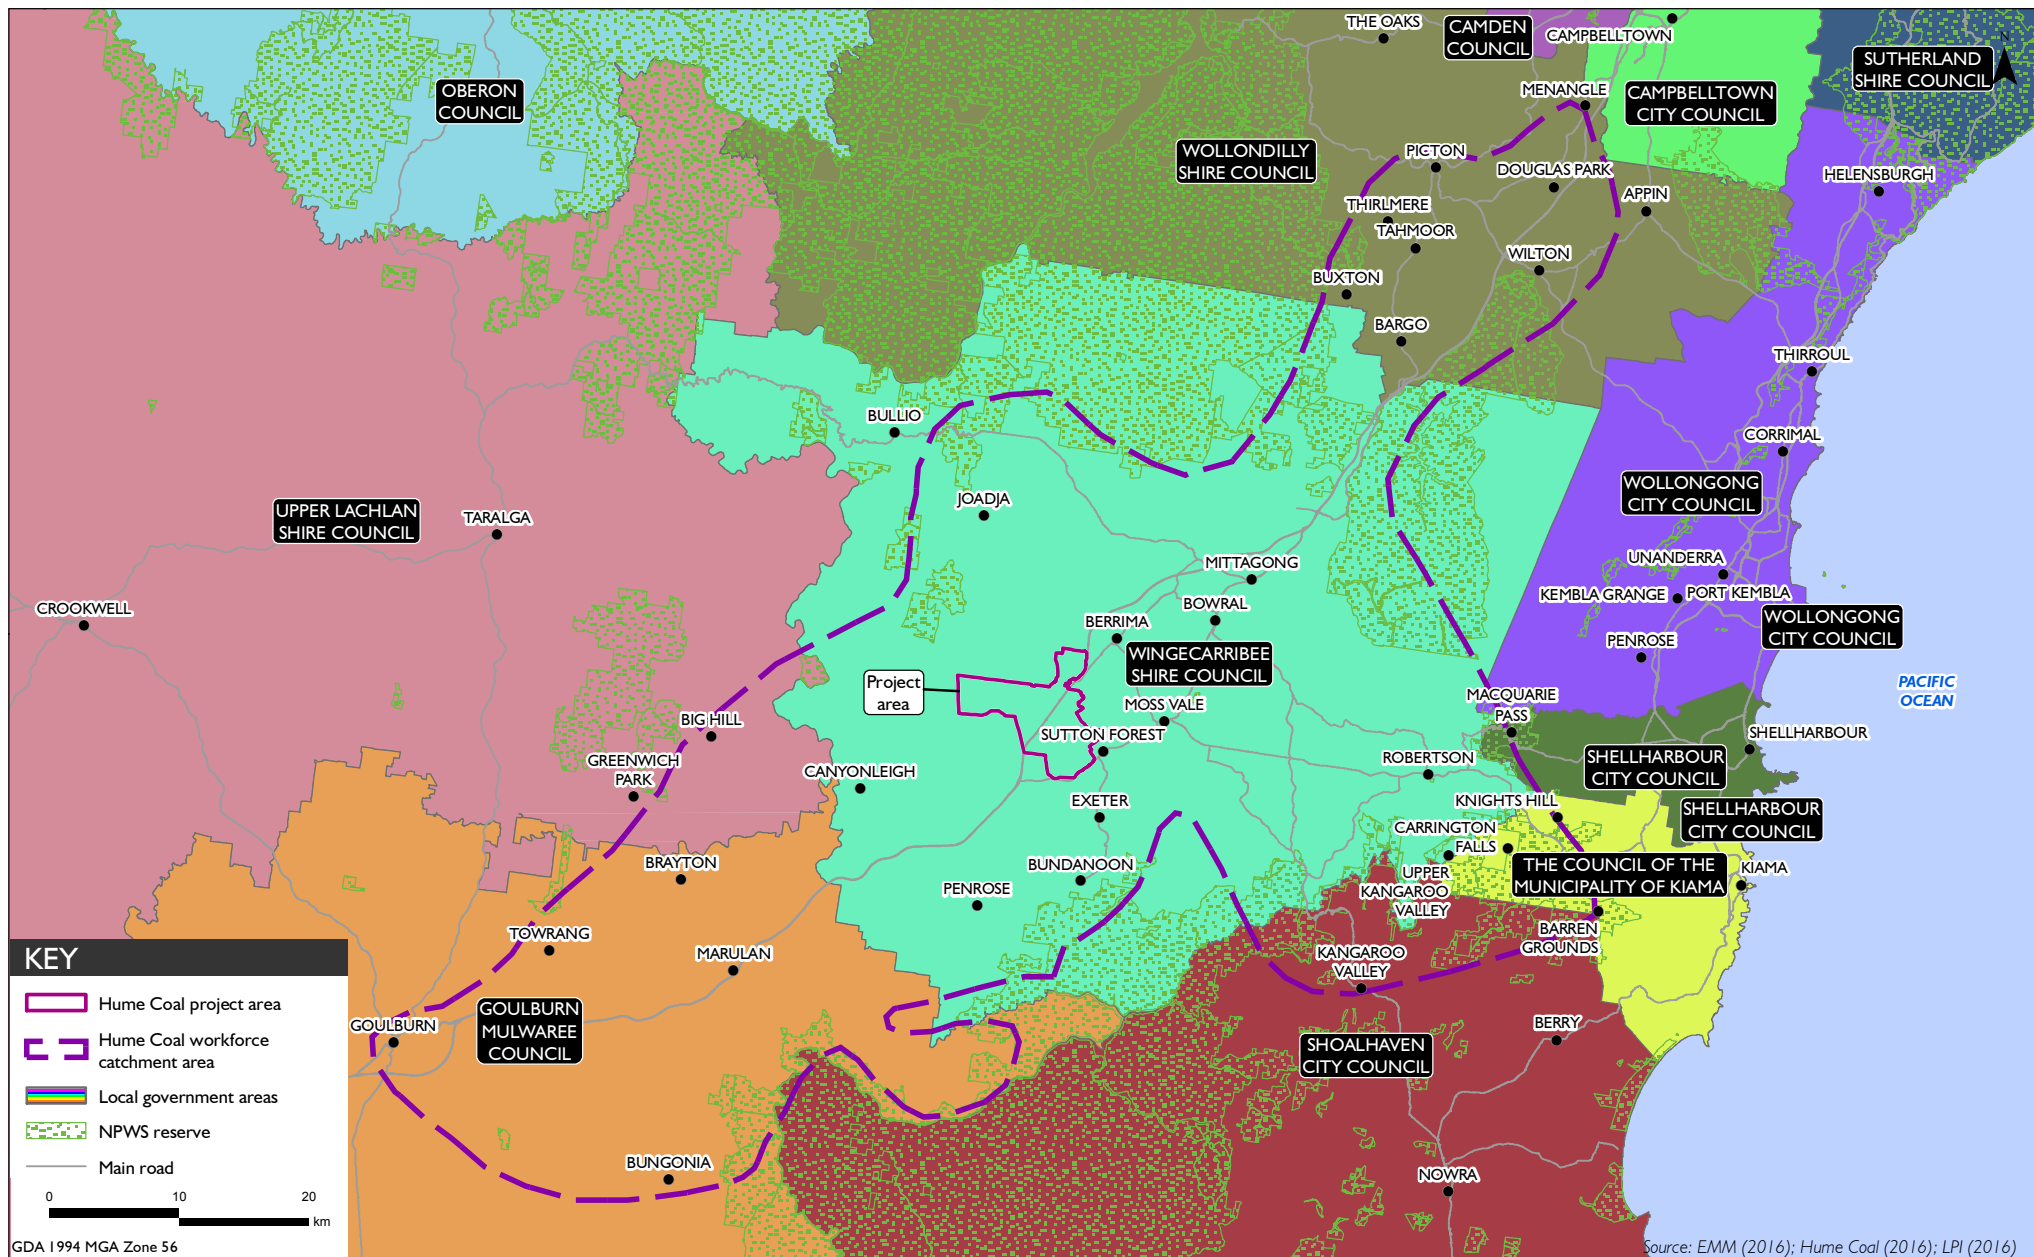 THE OAKS
CAMDEN
COUNCIL
CAMPBELLTOWN
N
SUTHERLAND
SHIRE COUNCIL
OBERON
COUNCIL
MENANGLE
CAMPBELLTOWN
CITY COUNCIL
WOLLONDILLY
SHIRE COUNCIL
PICTON
DOUGLAS PARK
HELENSBURGH
APPIN
THIRLMERE
TAHMOOR
WILTON
BUXTON
BARGO
THIRROUL
BULLIO
CORRIMAL
JOADJA
WOLLONGONG
CITY COUNCIL
UPPER LACHLAN
SHIRE COUNCIL
TARALGA
MITTAGONG
UNANDERRA
KEMBLA GRANGE
PORT KEMBLA
CROOKWELL
BOWRAL
BERRIMA
WOLLONGONG
CITY COUNCIL
PENROSE
WINGECARRIBEE
SHIRE COUNCIL
Project
area
MACQUARIE
PASS
PACIFIC
OCEAN
MOSS VALE
BIG HILL
SUTTON FOREST
SHELLHARBOUR
GREENWICH
PARK
CANYONLEIGH
ROBERTSON
SHELLHARBOUR
CITY COUNCIL
EXETER
KNIGHTS HILL
SHELLHARBOUR
CITY COUNCIL
CARRINGTON
FALLS
BRAYTON
BUNDANOON
UPPER
KANGAROO
VALLEY
THE COUNCIL OF THE
MUNICIPALITY OF KIAMA
KIAMA
PENROSE
TOWRANG
MARULAN
BARREN
GROUNDS
KANGAROO
VALLEY
GOULBURN
GOULBURN
MULWAREE
COUNCIL
BERRY
SHOALHAVEN
CITY COUNCIL
BUNGONIA
NOWRA
KEY
Hume Coal project area
Hume Coal workforce
catchment area
Local government areas
NPWS reserve
Main road
0 10 20
km
GDA 1994 MGA Zone 56
Source: EMM (2016); Hume Coal (2016); LPI (2016)